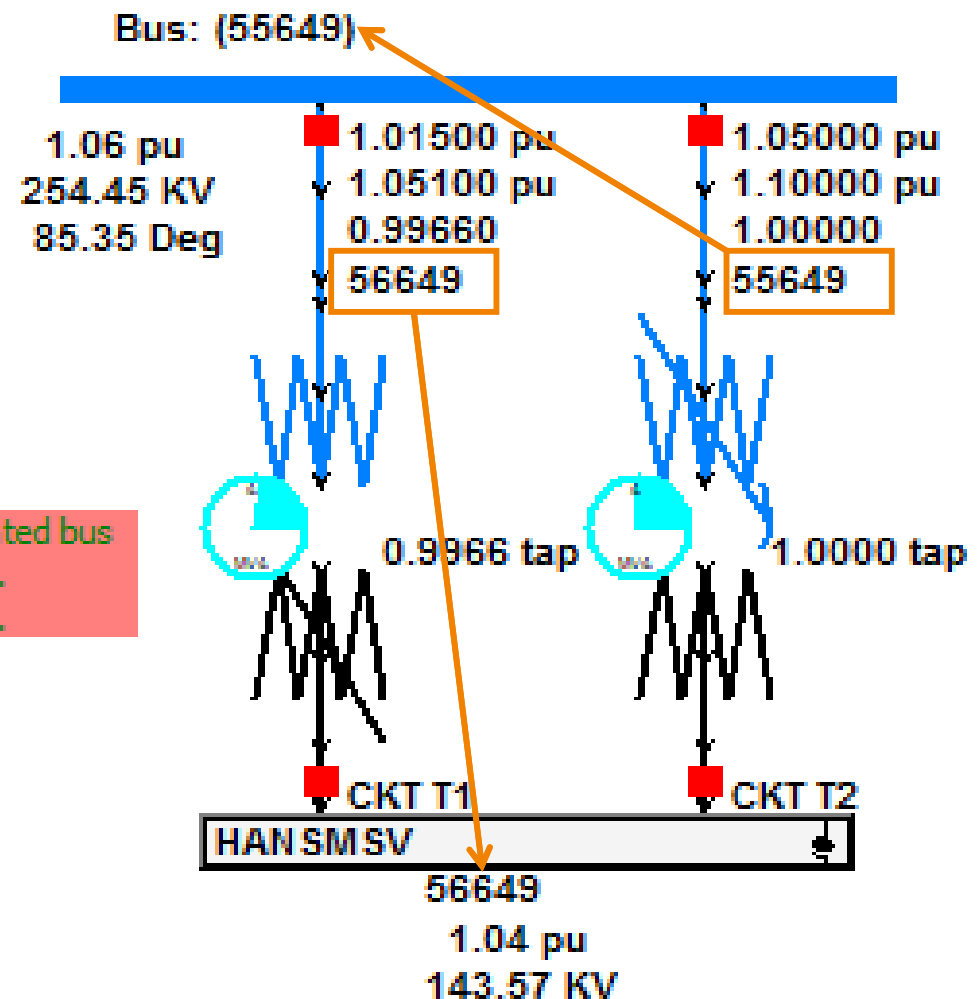 Bus: (55649)
1.06 pu
254.45 KV
85.35 Deg
1.01500 pu
1.05100 pu
0.99660
56649
1.05000 pu
1.10000 pu
1.00000
55649
ted bus
0.9966 tap
1.0000 tap
MVA
MVA
CKT T1
CKT T2
HANSMSV
56649
1.04 pu
143.57 KV